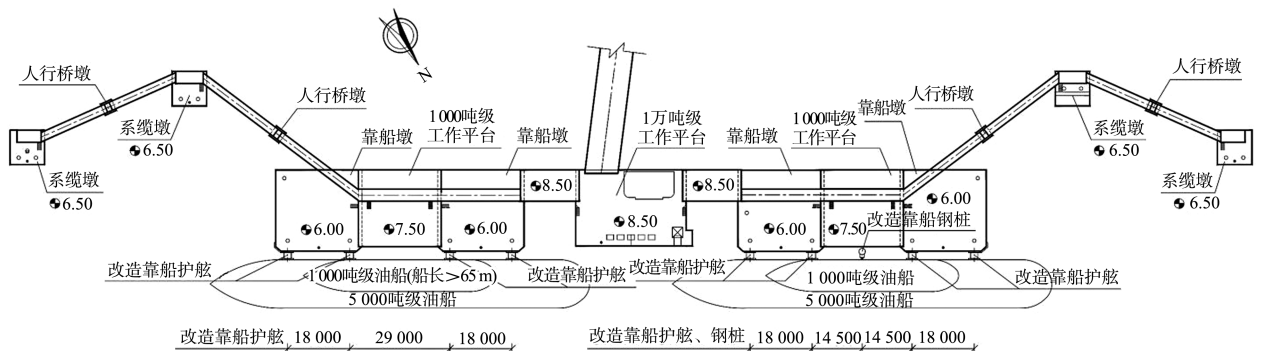 N
人行桥墩
系缆墩
6.50
系缆墩
6.50
人行桥墩
靠船墩
1 000吨级
工作平台
靠船墩
1万吨级
工作平台
靠船墩
1000吨级
工作平台
人行桥墩
靠船墩
人行桥墩
系缆墩
6.50
系缆墩
6.50
8.50
8.50
6.00
7.50
6.00
8.50
6.00
7.50
6.00
改造靠船钢桩
改造靠船护舷
1 000吨级油船(船长>65 m)
改造靠船护舷
5 000吨级油船
改造靠船护舷
1 000吨级油船
改造靠船护舷
5 000吨级油船
改造靠船护舷
18 000
29 000
18 000
改造靠船护舷、钢桩
18 000
14 500
14 500
18 000